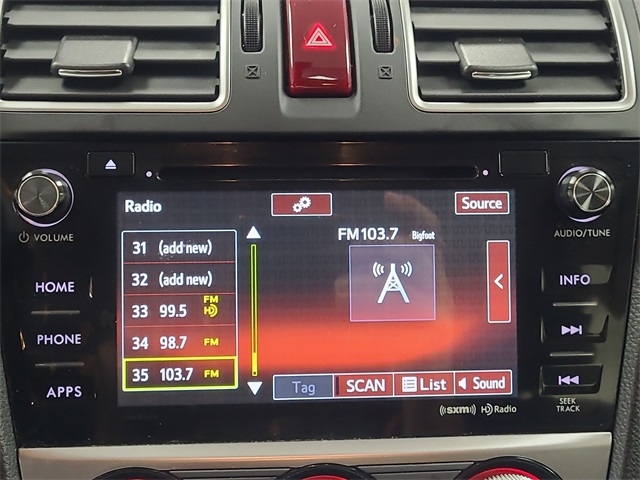 Radio
Source
31 (add new)
32 (add new)
33 99.5 FM HD
34 98.7 FM
35 103.7 FM
FM103.7 Bigfoot
Tag SCAN List Sound
VOLUME
HOME
PHONE
APPS
AUDIO/TUNE
INFO
SEEK
TRACK
((sxm)) HD Radio